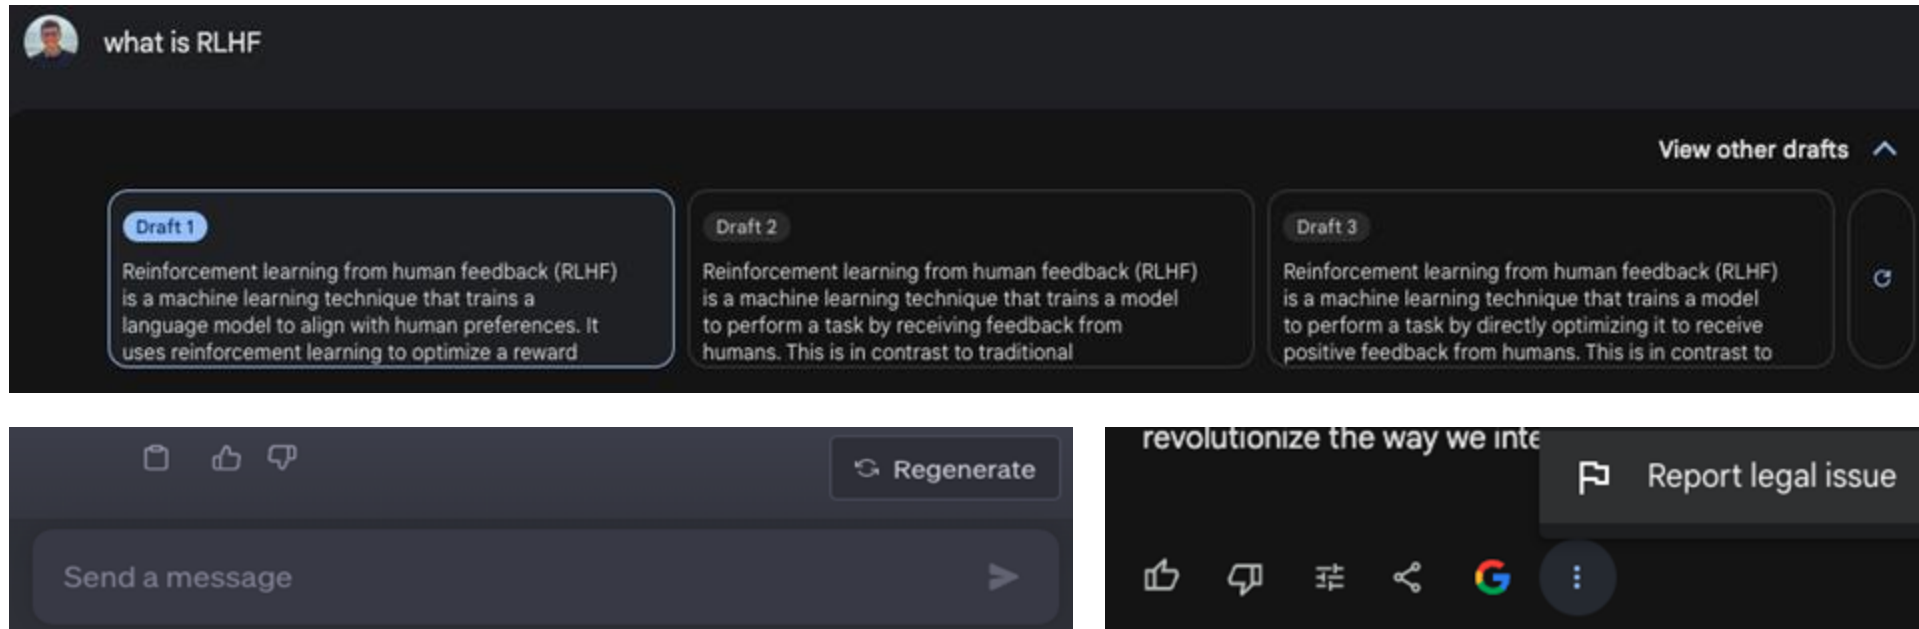 what is RLHF
View other drafts
Draft 1
Reinforcement learning from human feedback (RLHF)
is a machine learning technique that trains a
language model to align with human preferences. It
uses reinforcement learning to optimize a reward
Draft 2
Reinforcement learning from human feedback (RLHF)
is a machine learning technique that trains a model
to perform a task by receiving feedback from
humans. This is in contrast to traditional
Draft 3
Reinforcement learning from human feedback (RLHF)
is a machine learning technique that trains a model
to perform a task by directly optimizing it to receive
positive feedback from humans. This is in contrast to
Regenerate
Send a message
revolutionize the way we inte
Report legal issue